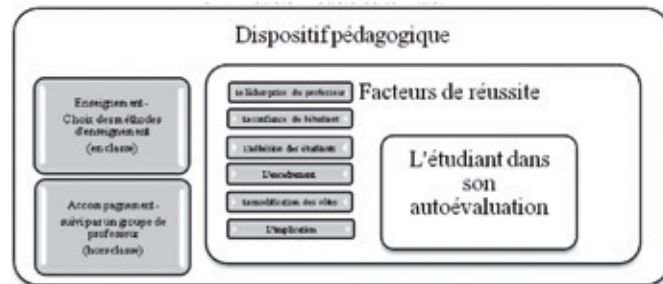 Dispositif pédagogique
Enseignement-
Choix des méthodes
d'enseignement
(en classe)
Accompagnement-
suivi par un groupe de
professeur
(hors classe)
Le lâcher-prise du professeur
La confiance de l'étudiant
L'adhésion des étudiants
L'encadrement
La modification des rôles
L'implication
Facteurs de réussite
L'étudiant dans
son
autoévaluation